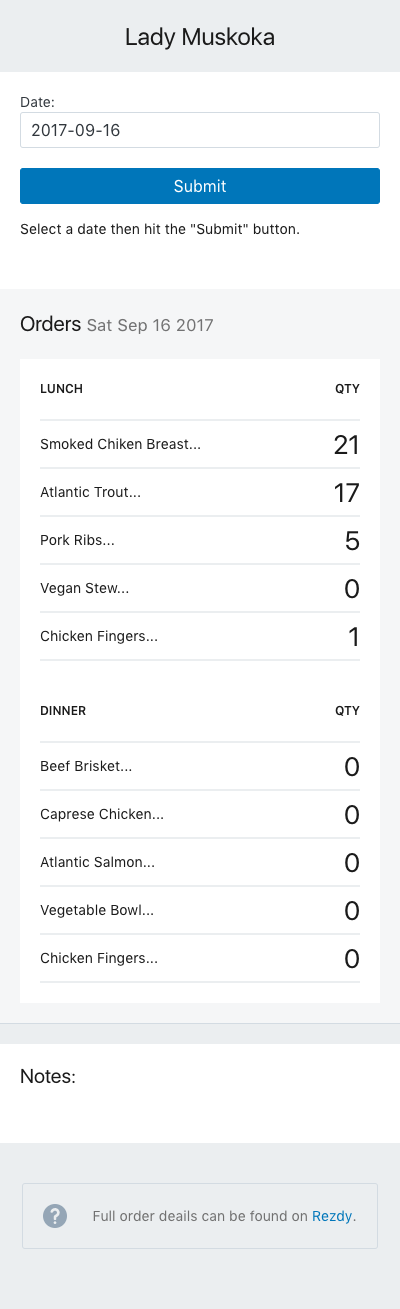 Lady Muskoka
Date:
2017-09-16
Submit
Select a date then hit the "Submit" button.
Orders Sat Sep 16 2017
LUNCH QTY
Smoked Chiken Breast... 21
Atlantic Trout... 17
Pork Ribs... 5
Vegan Stew... 0
Chicken Fingers... 1
DINNER QTY
Beef Brisket... 0
Caprese Chicken... 0
Atlantic Salmon... 0
Vegetable Bowl... 0
Chicken Fingers... 0
Notes:
? Full order deails can be found on Rezdy.